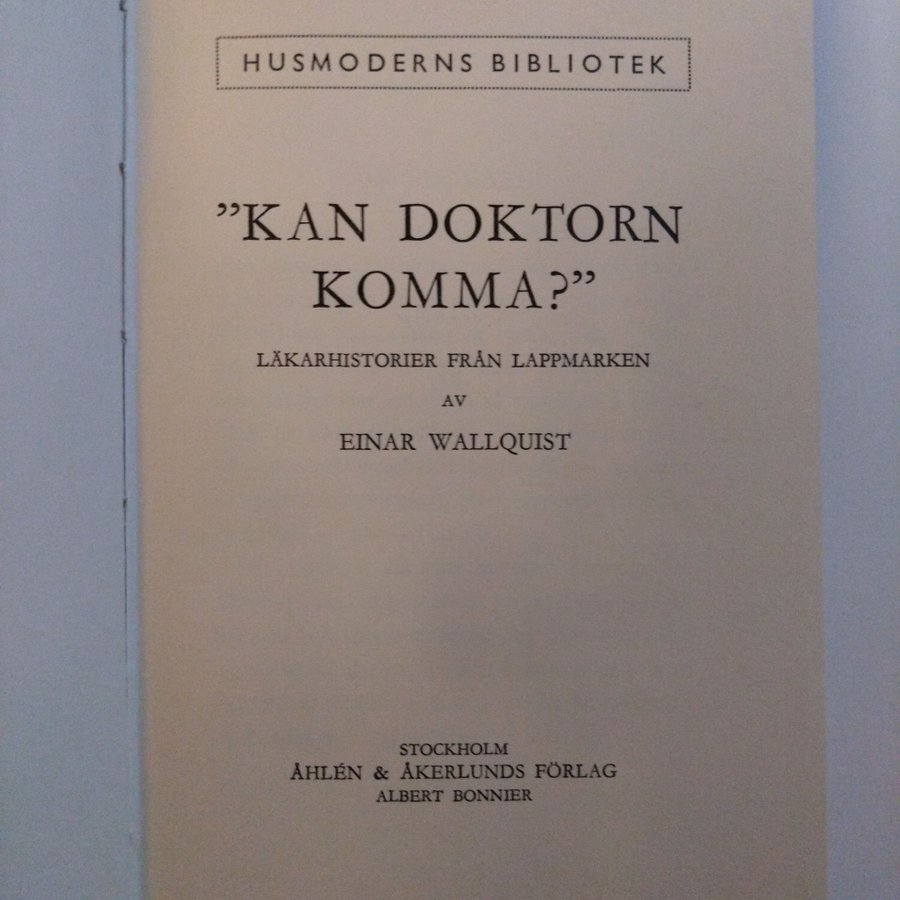 HUSMODERNS BIBLIOTEK
”KAN DOKTORN
KOMMA?”
LÄKARHISTORIER FRÅN LAPPMARKEN
AV
EINAR WALLQUIST
STOCKHOLM
ÅHLÉN & ÅKERLUNDS FÖRLAG
ALBERT BONNIER